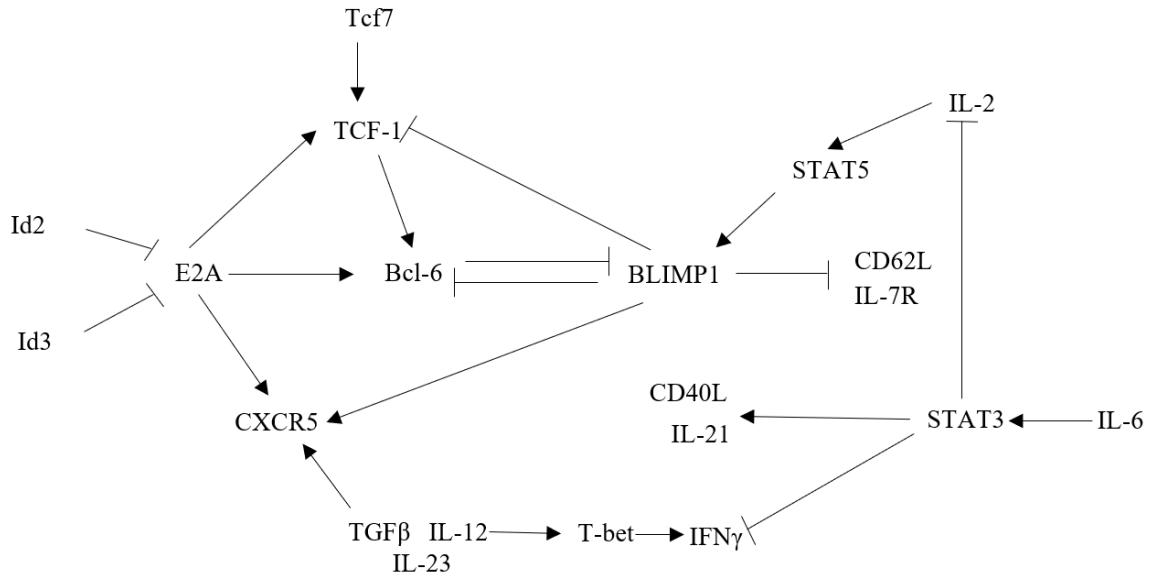 Tcf7
IL-2
TCF-1
STAT5
Id2
E2A
Bcl-6
BLIMP1
CD62L
IL-7R
Id3
CD40L
CXCR5
IL-21
STAT3
IL-6
TGFβ IL-12
T-bet
IFNγ
IL-23